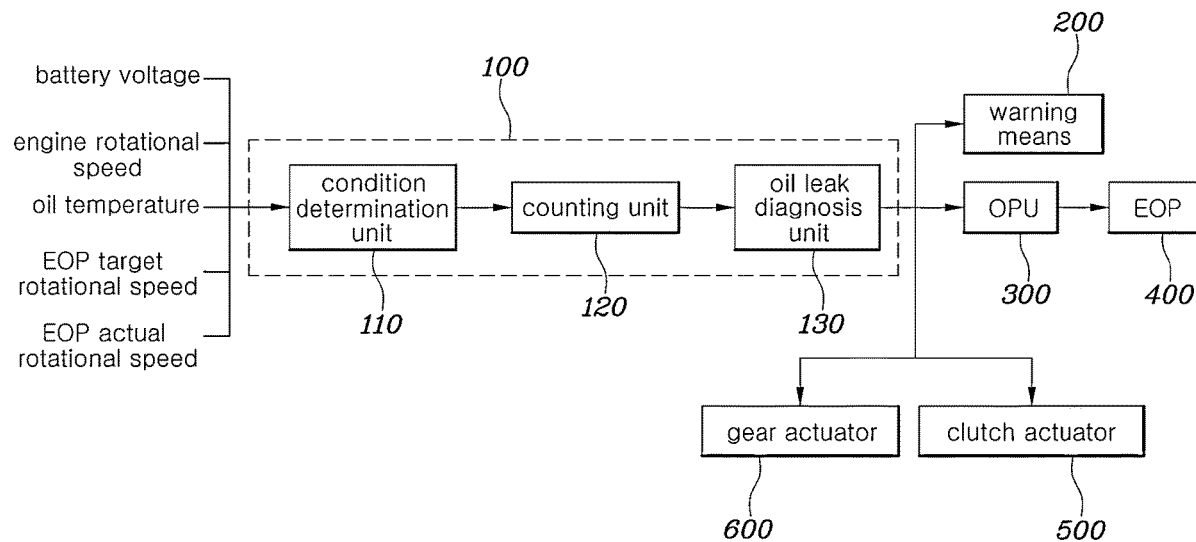 200
battery voltage
100
warning
means
engine rotational
speed
condition
determination
unit
oil leak
diagnosis
unit
oil temperature
counting unit
OPU
EOP
EOP target
rotational speed
110
120
130
300
400
EOP actual
rotational speed
gear actuator
clutch actuator
600
500